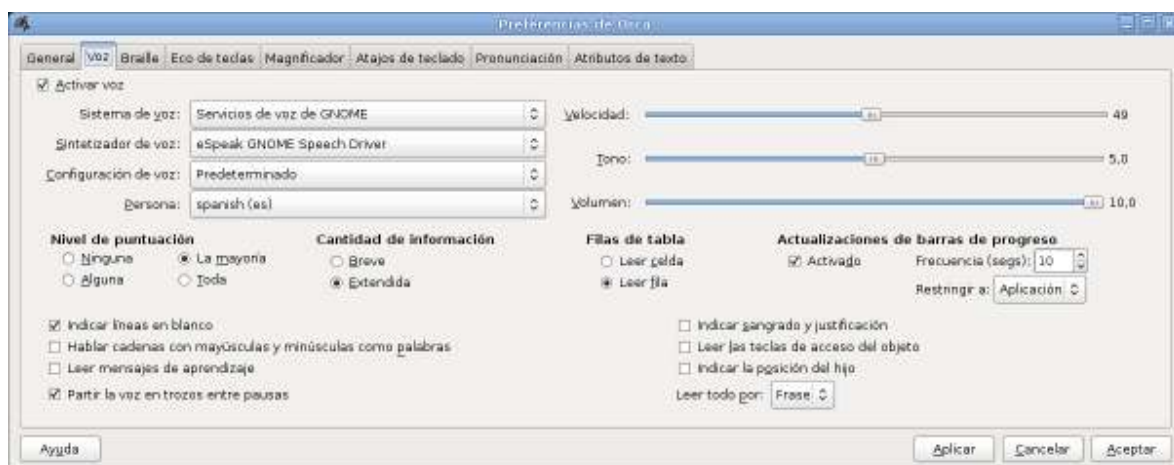 Preferencias de Orca
General Voz Braille Eco de teclas Magnificador Atajos de teclado Pronunciación Atributos de texto
Activar voz
Sistema de voz: Servicios de voz de GNOME Velocidad: 49
Sintetizador de voz: eSpeak GNOME Speech Driver
Tono: 5,0
Configuración de voz: Predeterminado
Persona: spanish (es) Volumen: 10,0
Nivel de puntuación Cantidad de información Filas de tabla Actualizaciones de barras de progreso
Ninguna La mayoría Breve Leer celda Activado Frecuencia (segs): 10
Alguna Toda Extendida Leer fila Restringir a: Aplicación
Indicar líneas en blanco Indicar sangrado y justificación
Hablar cadenas con mayúsculas y minúsculas como palabras Leer las teclas de acceso del objeto
Leer mensajes de aprendizaje Indicar la posición del hijo
Partir la voz en trozos entre pausas Leer todo por: Frase
Ayuda Aplicar Cancelar Aceptar